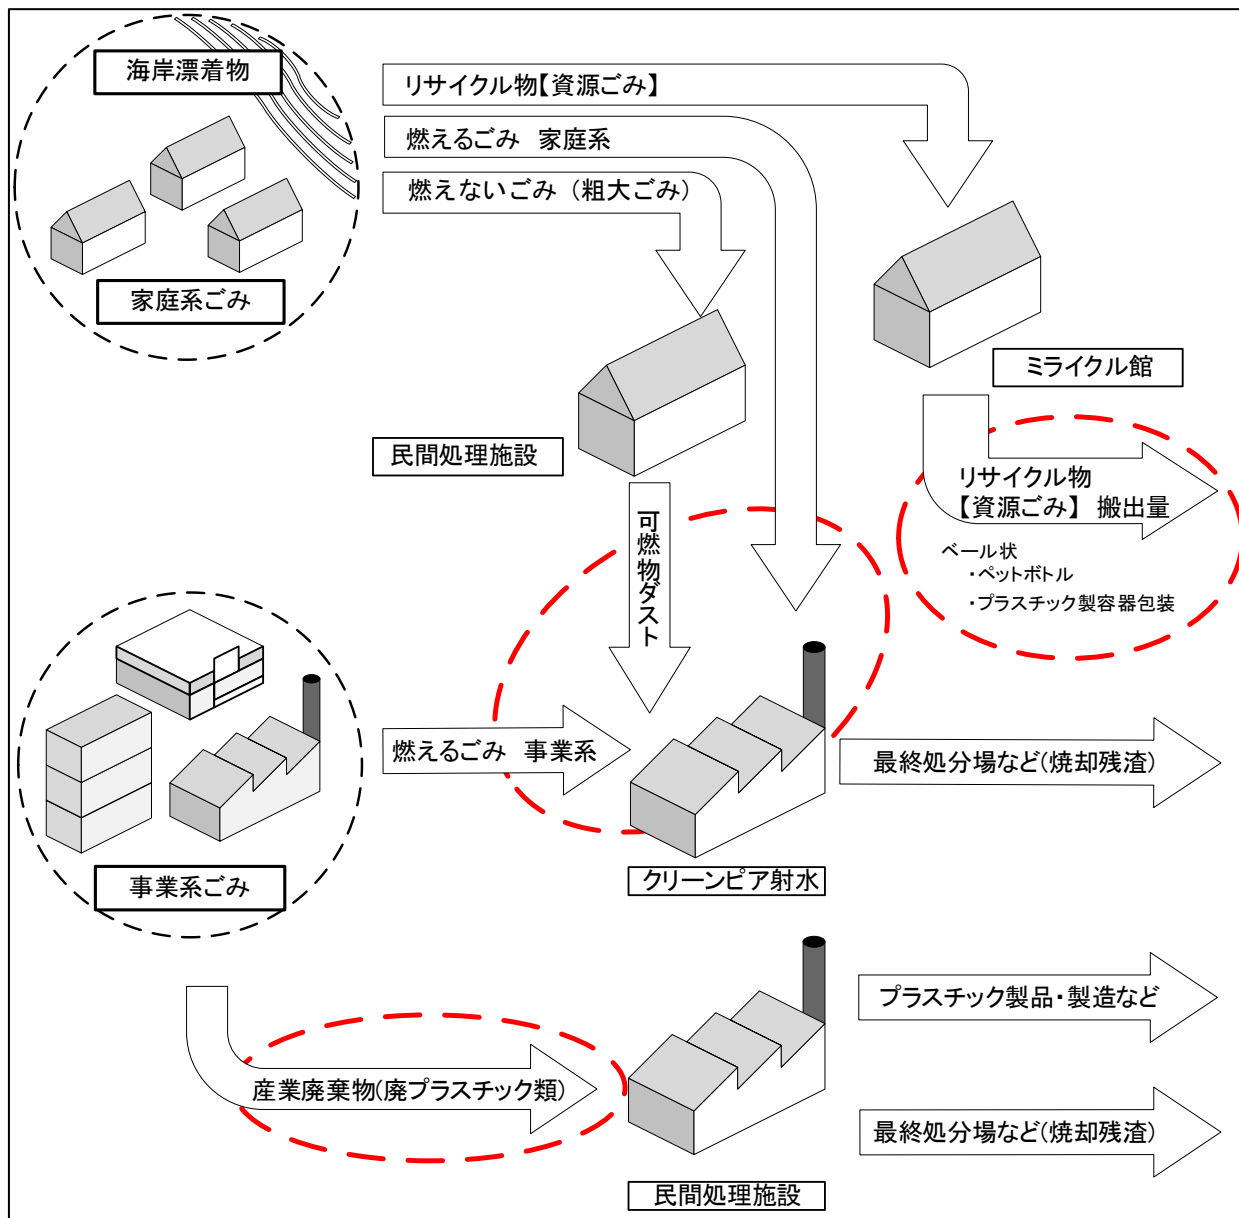 海岸漂着物
リサイクル物【資源ごみ】
燃えるごみ 家庭系
燃えないごみ（粗大ごみ）
家庭系ごみ
ミライクル館
民間処理施設
リサイクル物
【資源ごみ】 搬出量
ベール状
・ペットボトル
・プラスチック製容器包装
可燃物ダスト
燃えるごみ 事業系
最終処分場など(焼却残渣)
事業系ごみ
クリーンピア射水
プラスチック製品・製造など
産業廃棄物(廃プラスチック類)
最終処分場など(焼却残渣)
民間処理施設